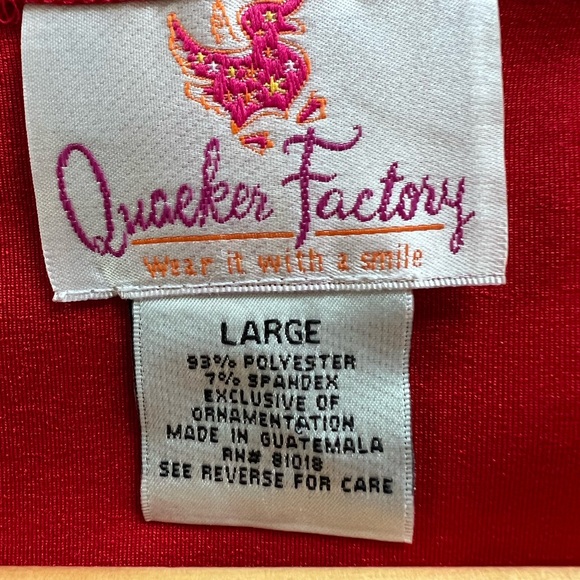 Quacker Factory
Wear it with a smile
LARGE
93% POLYESTER
7% SPANDEX
EXCLUSIVE OF
ORNAMENTATION
MADE IN GUATEMALA
RN# 81018
SEE REVERSE FOR CARE